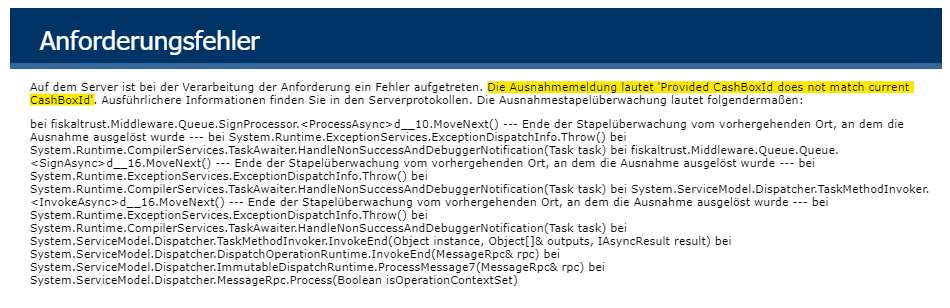 Anforderungsfehler
Auf dem Server ist bei der Verarbeitung der Anforderung ein Fehler aufgetreten. Die Ausnahmemeldung lautet 'Provided CashBoxId does not match current
CashBoxId'. Ausführlichere Informationen finden Sie in den Serverprotokollen. Die Ausnahmestapelüberwachung lautet folgendermaßen:
bei fiskaltrust.Middleware.Queue.SignProcessor.<ProcessAsync>d__10.MoveNext() --- Ende der Stapelüberwachung vom vorhergehenden Ort, an dem die
Ausnahme ausgelöst wurde --- bei System.Runtime.ExceptionServices.ExceptionDispatchInfo.Throw() bei
System.Runtime.CompilerServices.TaskAwaiter.HandleNonSuccessAndDebuggerNotification(Task task) bei fiskaltrust.Middleware.Queue.Queue.
<SignAsync>d__16.MoveNext() --- Ende der Stapelüberwachung vom vorhergehenden Ort, an dem die Ausnahme ausgelöst wurde --- bei
System.Runtime.ExceptionServices.ExceptionDispatchInfo.Throw() bei
System.Runtime.CompilerServices.TaskAwaiter.HandleNonSuccessAndDebuggerNotification(Task task) bei System.ServiceModel.Dispatcher.TaskMethodInvoker.
<InvokeAsync>d__16.MoveNext() --- Ende der Stapelüberwachung vom vorhergehenden Ort, an dem die Ausnahme ausgelöst wurde --- bei
System.Runtime.ExceptionServices.ExceptionDispatchInfo.Throw() bei
System.Runtime.CompilerServices.TaskAwaiter.HandleNonSuccessAndDebuggerNotification(Task task) bei
System.ServiceModel.Dispatcher.TaskMethodInvoker.InvokeEnd(Object instance, Object[]& outputs, IAsyncResult result) bei
System.ServiceModel.Dispatcher.DispatchOperationRuntime.InvokeEnd(MessageRpc& rpc) bei
System.ServiceModel.Dispatcher.ImmutableDispatchRuntime.ProcessMessage7(MessageRpc& rpc) bei
System.ServiceModel.Dispatcher.MessageRpc.Process(Boolean isOperationContextSet)